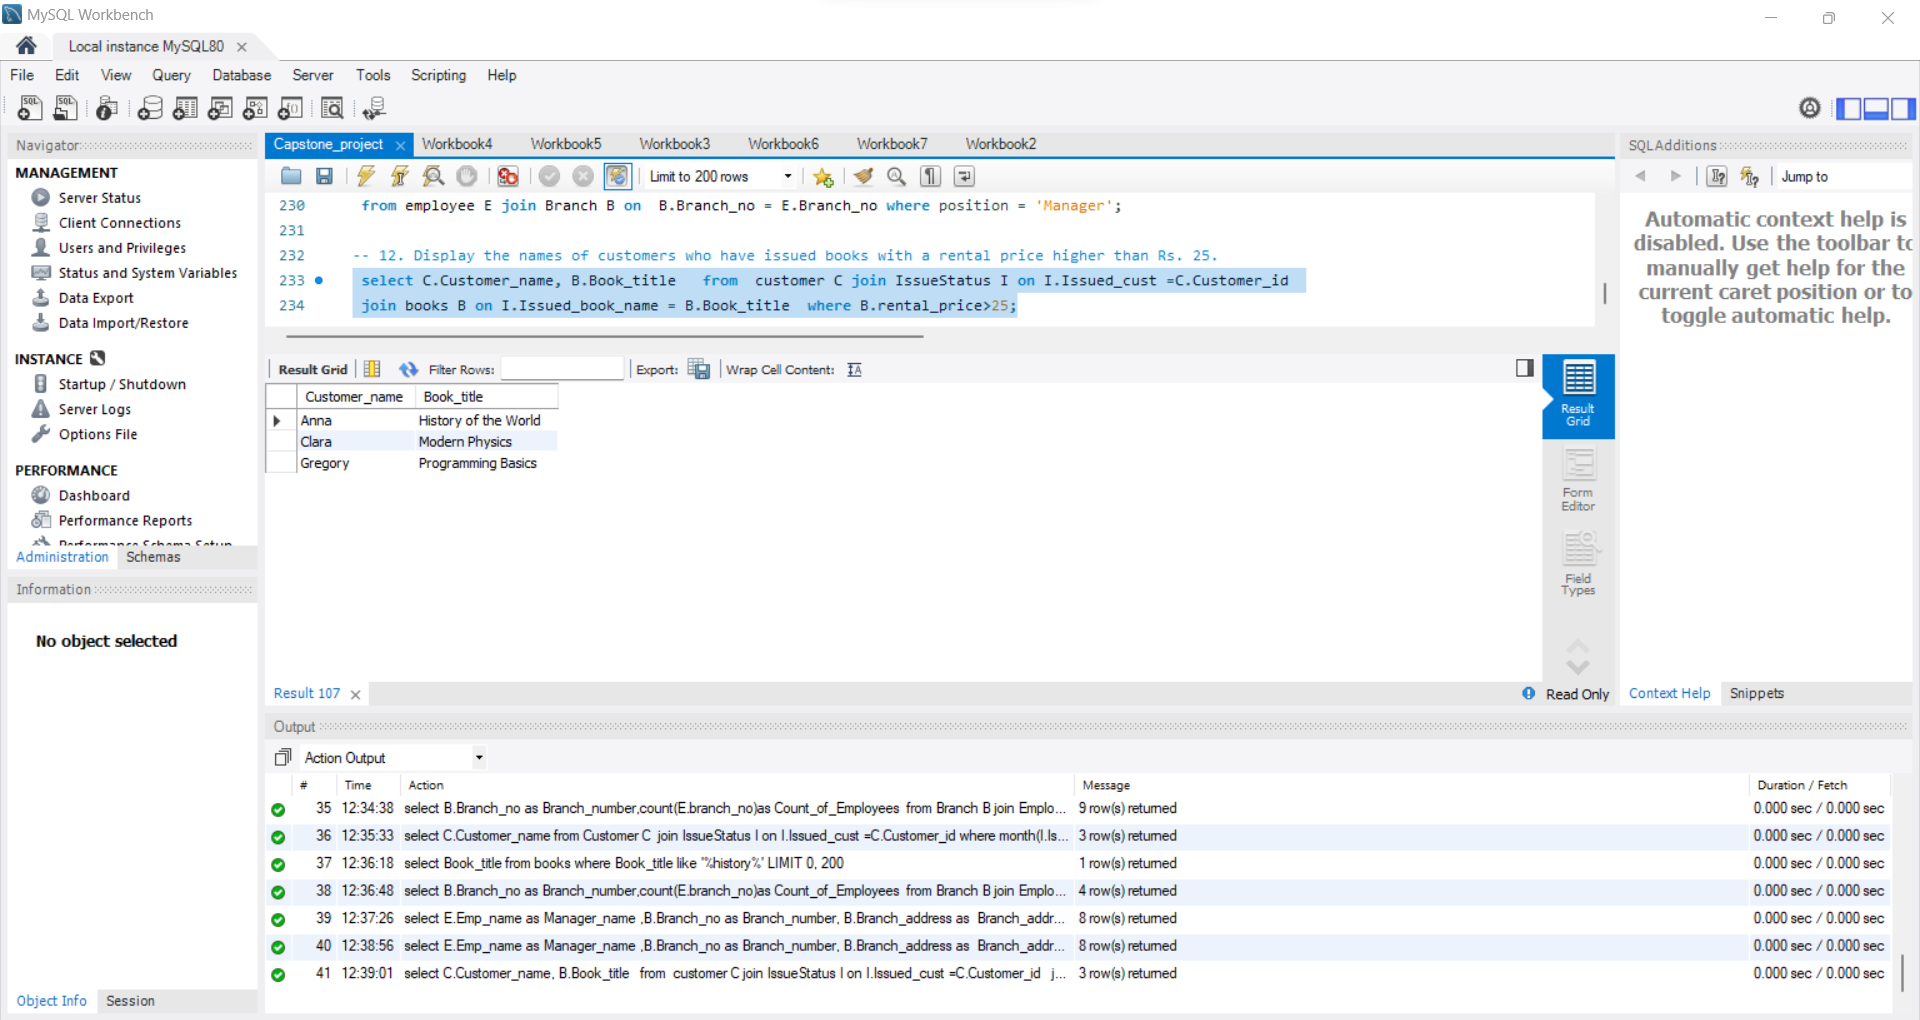 MySQL Workbench
Local instance MySQL80
File Edit View Query Database Server Tools Scripting Help
Navigator
MANAGEMENT
Server Status
Client Connections
Users and Privileges
Status and System Variables
Data Export
Data Import/Restore
INSTANCE
Startup / Shutdown
Server Logs
Options File
PERFORMANCE
Dashboard
Performance Reports
Performance Schema Setup
Administration Schemas
Information
No object selected
Object Info Session
Capstone_project Workbook4 Workbook5 Workbook3 Workbook6 Workbook7 Workbook2
Limit to 200 rows
230 from employee E join Branch B on B.Branch_no = E.Branch_no where position = 'Manager';
231
232 -- 12. Display the names of customers who have issued books with a rental price higher than Rs. 25.
233 select C.Customer_name, B.Book_title from customer C join IssueStatus I on I.Issued_cust =C.Customer_id
234 join books B on I.Issued_book_name = B.Book_title where B.rental_price>25;
Result Grid Filter Rows: Export: Wrap Cell Content:
Customer_name Book_title
Anna History of the World
Clara Modern Physics
Gregory Programming Basics
Result
Grid
Form
Editor
Field
Types
Result 107 Read Only
SQLAdditions
Jump to
Automatic context help is
disabled. Use the toolbar to
manually get help for the
current caret position or to
toggle automatic help.
Context Help Snippets
Output
Action Output
# Time Action Message Duration / Fetch
35 12:34:38 select B.Branch_no as Branch_number,count(E.branch_no)as Count_of_Employees from Branch B join Emplo... 9 row(s) returned 0.000 sec / 0.000 sec
36 12:35:33 select C.Customer_name from Customer C join IssueStatus I on I.Issued_cust =C.Customer_id where month(I.Is... 3 row(s) returned 0.000 sec / 0.000 sec
37 12:36:18 select Book_title from books where Book_title like '%history%' LIMIT 0, 200 1 row(s) returned 0.000 sec / 0.000 sec
38 12:36:48 select B.Branch_no as Branch_number,count(E.branch_no)as Count_of_Employees from Branch B join Emplo... 4 row(s) returned 0.000 sec / 0.000 sec
39 12:37:26 select E.Emp_name as Manager_name ,B.Branch_no as Branch_number, B.Branch_address as Branch_addr... 8 row(s) returned 0.000 sec / 0.000 sec
40 12:38:56 select E.Emp_name as Manager_name ,B.Branch_no as Branch_number, B.Branch_address as Branch_addr... 8 row(s) returned 0.000 sec / 0.000 sec
41 12:39:01 select C.Customer_name, B.Book_title from customer C join IssueStatus I on I.Issued_cust =C.Customer_id j... 3 row(s) returned 0.000 sec / 0.000 sec